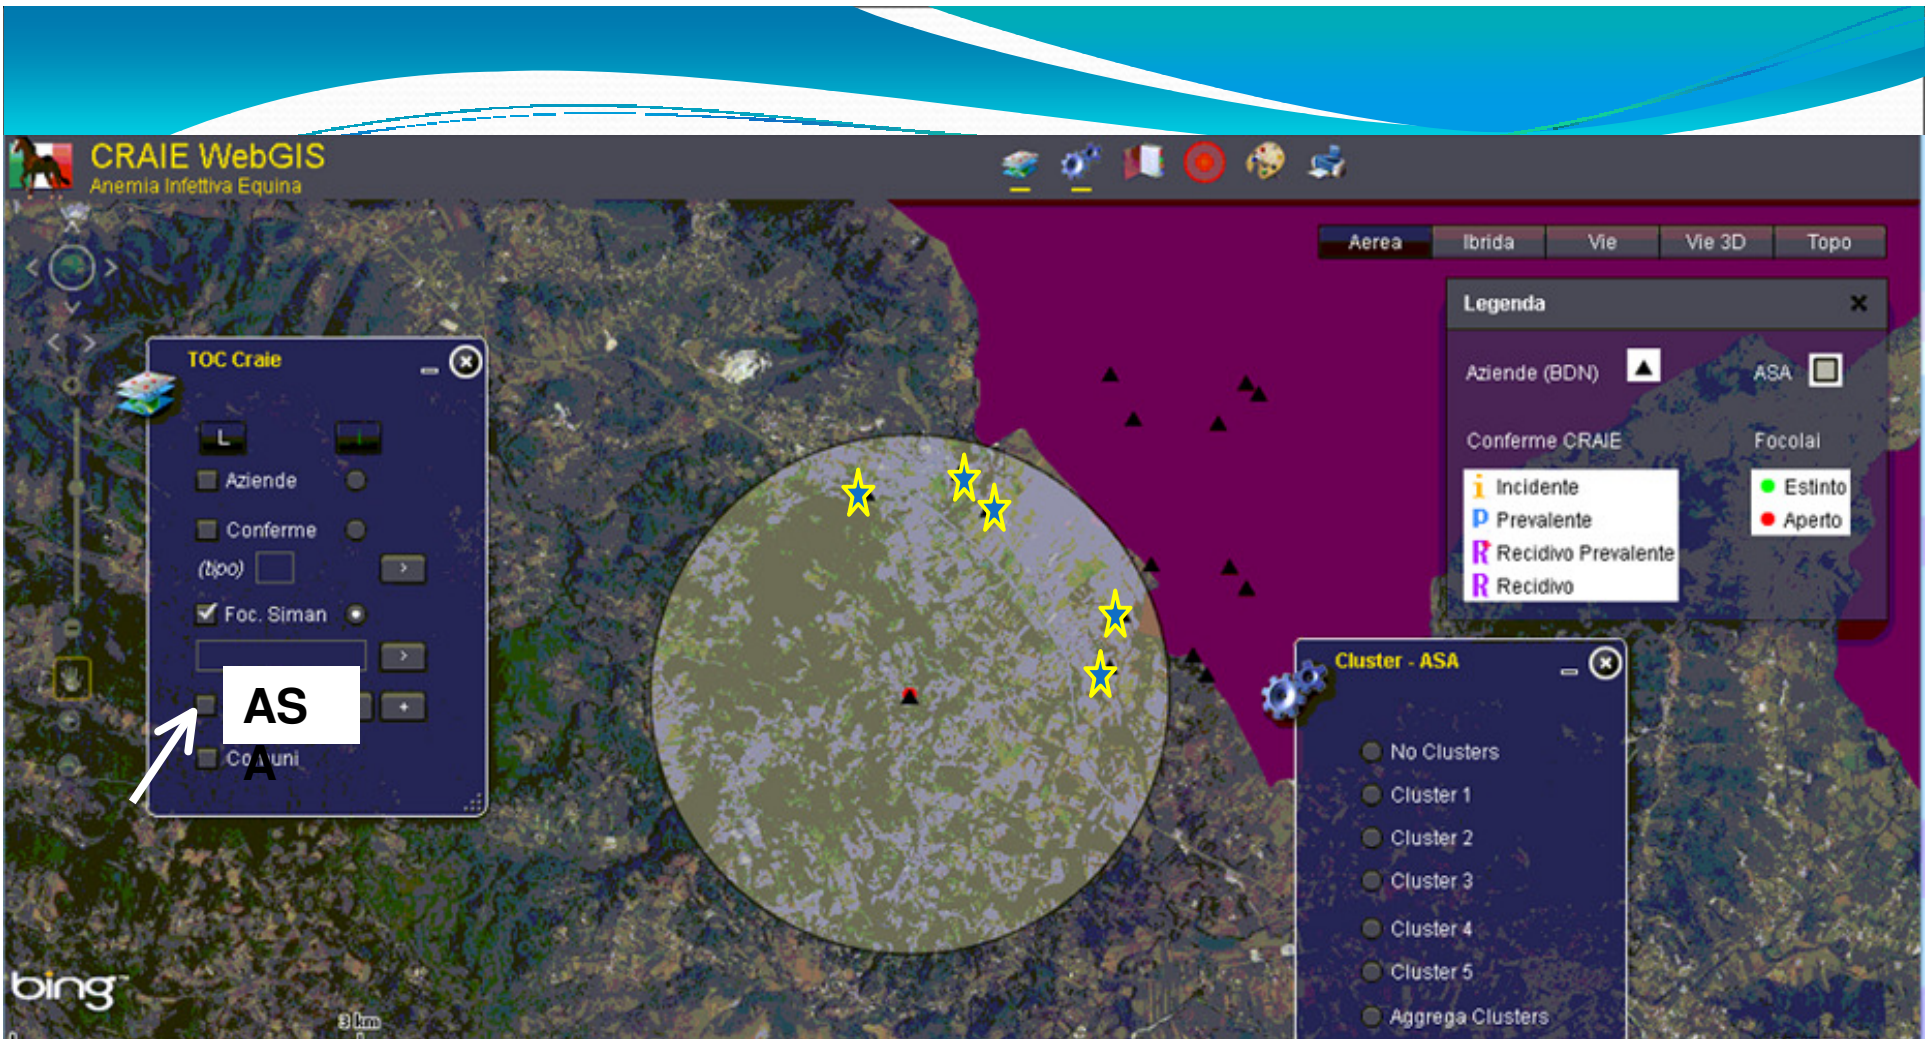 CRAIE WebGIS
Anemia Infettiva Equina
Aerea Ibrida Vie Vie 3D Topo
Legenda
Aziende (BDN) ASA
Conferme CRAIE Focolai
i Incidente
P Prevalente
R Recidivo Prevalente
R Recidivo
Estinto
Aperto
TOC Craie
L i
Aziende
Conferme
(tipo) >
Foc. Siman
>
AS
A
+
Comuni
Cluster - ASA
No Clusters
Cluster 1
Cluster 2
Cluster 3
Cluster 4
Cluster 5
Aggrega Clusters
bing
3 km
0